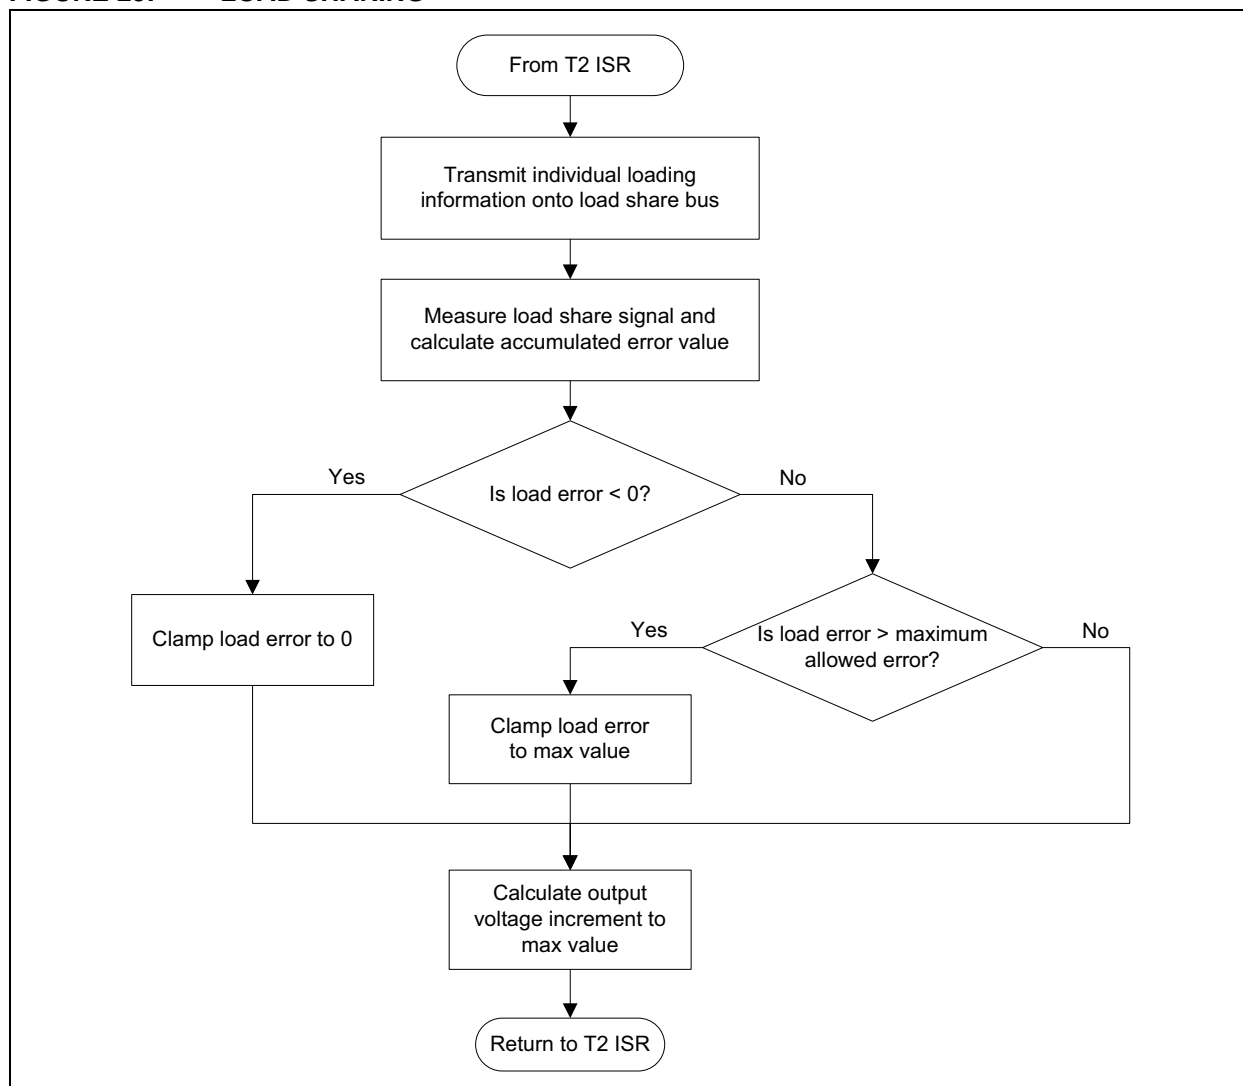 From T2 ISR
Transmit individual loading
information onto load share bus
Measure load share signal and
calculate accumulated error value
Yes
Is load error < 0?
No
Clamp load error to 0
Yes
Is load error > maximum
allowed error?
No
Clamp load error
to max value
Calculate output
voltage increment to
max value
Return to T2 ISR